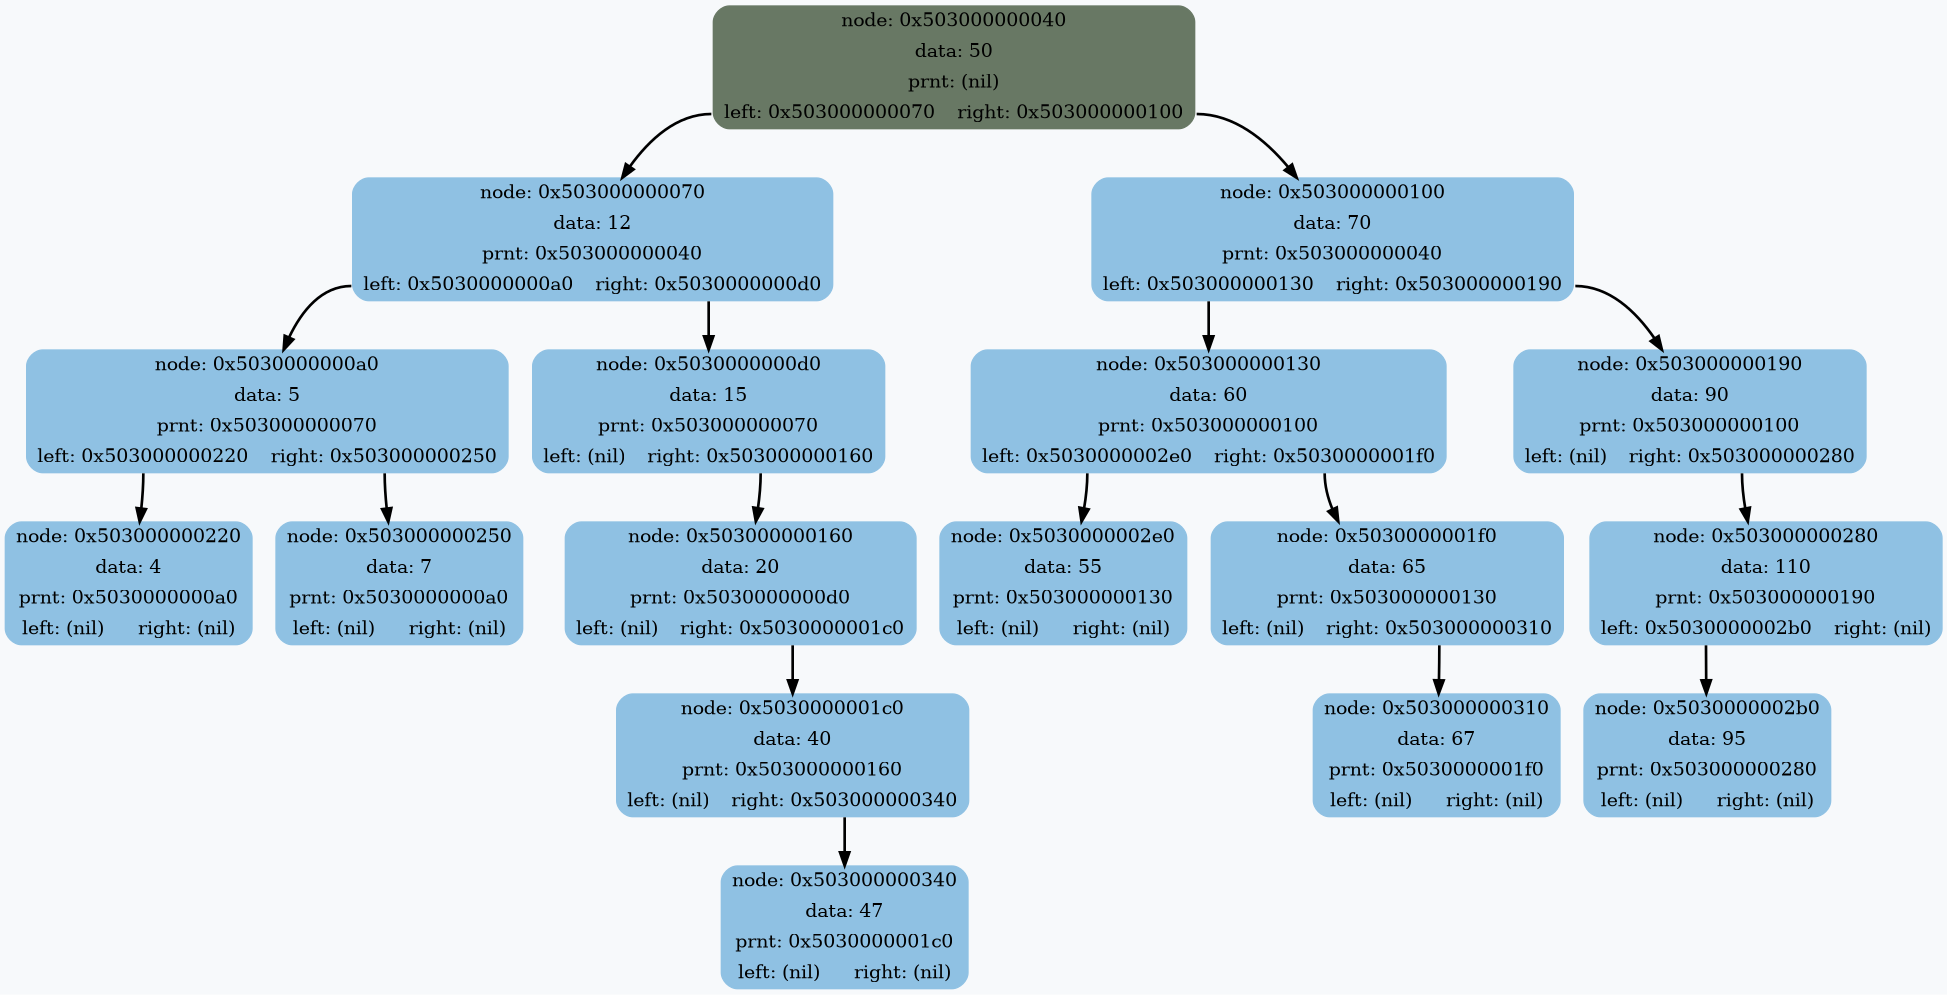 node: 0x503000000040
data: 50
prnt: (nil)
left: 0x503000000070 right: 0x503000000100
node: 0x503000000070
data: 12
prnt: 0x503000000040
left: 0x5030000000a0 right: 0x5030000000d0
node: 0x503000000100
data: 70
prnt: 0x503000000040
left: 0x503000000130 right: 0x503000000190
node: 0x5030000000a0
data: 5
prnt: 0x503000000070
left: 0x503000000220 right: 0x503000000250
node: 0x5030000000d0
data: 15
prnt: 0x503000000070
left: (nil) right: 0x503000000160
node: 0x503000000130
data: 60
prnt: 0x503000000100
left: 0x5030000002e0 right: 0x5030000001f0
node: 0x503000000190
data: 90
prnt: 0x503000000100
left: (nil) right: 0x503000000280
node: 0x503000000220
data: 4
prnt: 0x5030000000a0
left: (nil) right: (nil)
node: 0x503000000250
data: 7
prnt: 0x5030000000a0
left: (nil) right: (nil)
node: 0x503000000160
data: 20
prnt: 0x5030000000d0
left: (nil) right: 0x5030000001c0
node: 0x5030000002e0
data: 55
prnt: 0x503000000130
left: (nil) right: (nil)
node: 0x5030000001f0
data: 65
prnt: 0x503000000130
left: (nil) right: 0x503000000310
node: 0x503000000280
data: 110
prnt: 0x503000000190
left: 0x5030000002b0 right: (nil)
node: 0x5030000001c0
data: 40
prnt: 0x503000000160
left: (nil) right: 0x503000000340
node: 0x503000000310
data: 67
prnt: 0x5030000001f0
left: (nil) right: (nil)
node: 0x5030000002b0
data: 95
prnt: 0x503000000280
left: (nil) right: (nil)
node: 0x503000000340
data: 47
prnt: 0x5030000001c0
left: (nil) right: (nil)